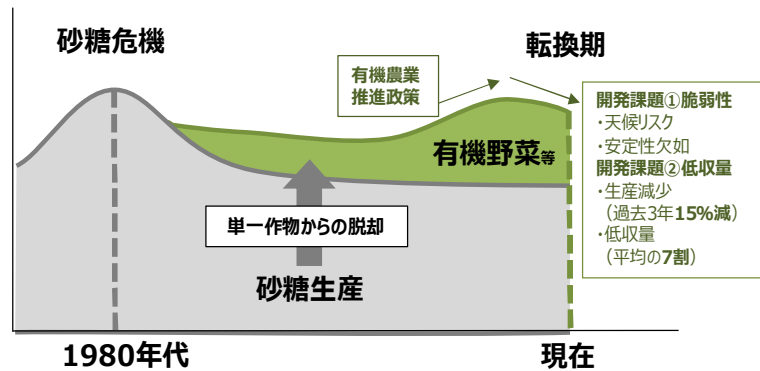 砂糖危機
転換期
有機農業
推進政策
開発課題①脆弱性
・天候リスク
・安定性欠如
開発課題②低収量
・生産減少
（過去3年15%減）
・低収量
（平均の7割）
有機野菜等
単一作物からの脱却
砂糖生産
1980年代
現在